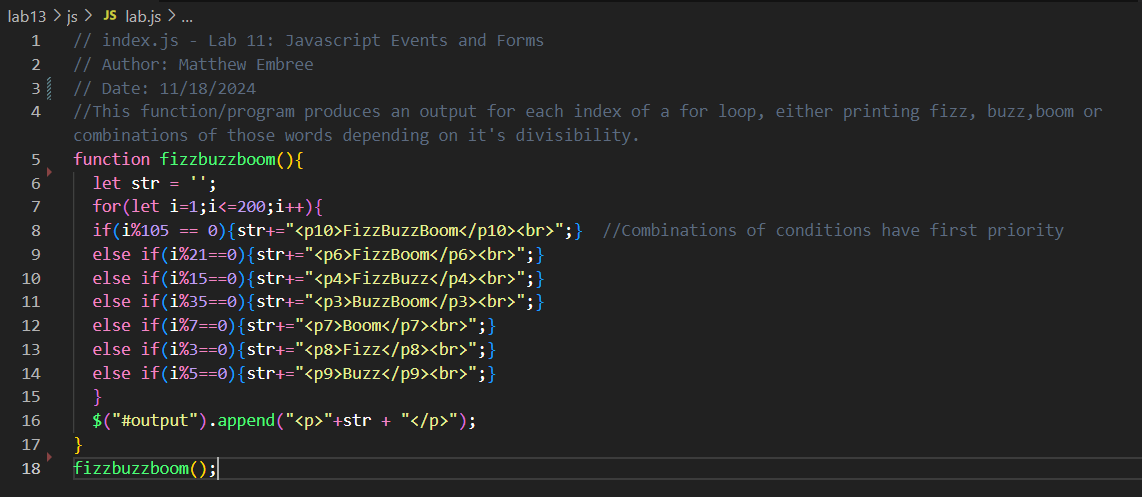 lab13 > js > JS lab.js > ...
1 // index.js - Lab 11: Javascript Events and Forms
2 // Author: Matthew Embree
3 // Date: 11/18/2024
4 //This function/program produces an output for each index of a for loop, either printing fizz, buzz,boom or
combinations of those words depending on it's divisibility.
5 function fizzbuzzboom(){
6 let str = '';
7 for(let i=1;i<=200;i++){
8 if(i%105 == 0){str+="<p10>FizzBuzzBoom</p10><br>";} //Combinations of conditions have first priority
9 else if(i%21==0){str+="<p6>FizzBoom</p6><br>";}
10 else if(i%15==0){str+="<p4>FizzBuzz</p4><br>";}
11 else if(i%35==0){str+="<p3>BuzzBoom</p3><br>";}
12 else if(i%7==0){str+="<p7>Boom</p7><br>";}
13 else if(i%3==0){str+="<p8>Fizz</p8><br>";}
14 else if(i%5==0){str+="<p9>Buzz</p9><br>";}
15 }
16 $("#output").append("<p>"+str + "</p>");
17 }
18 fizzbuzzboom();